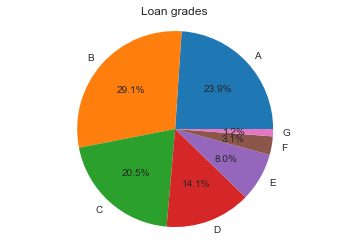 Loan grades
A
23.9%
B
29.1%
C
20.5%
D
14.1%
E
8.0%
F
3.1%
G
1.2%